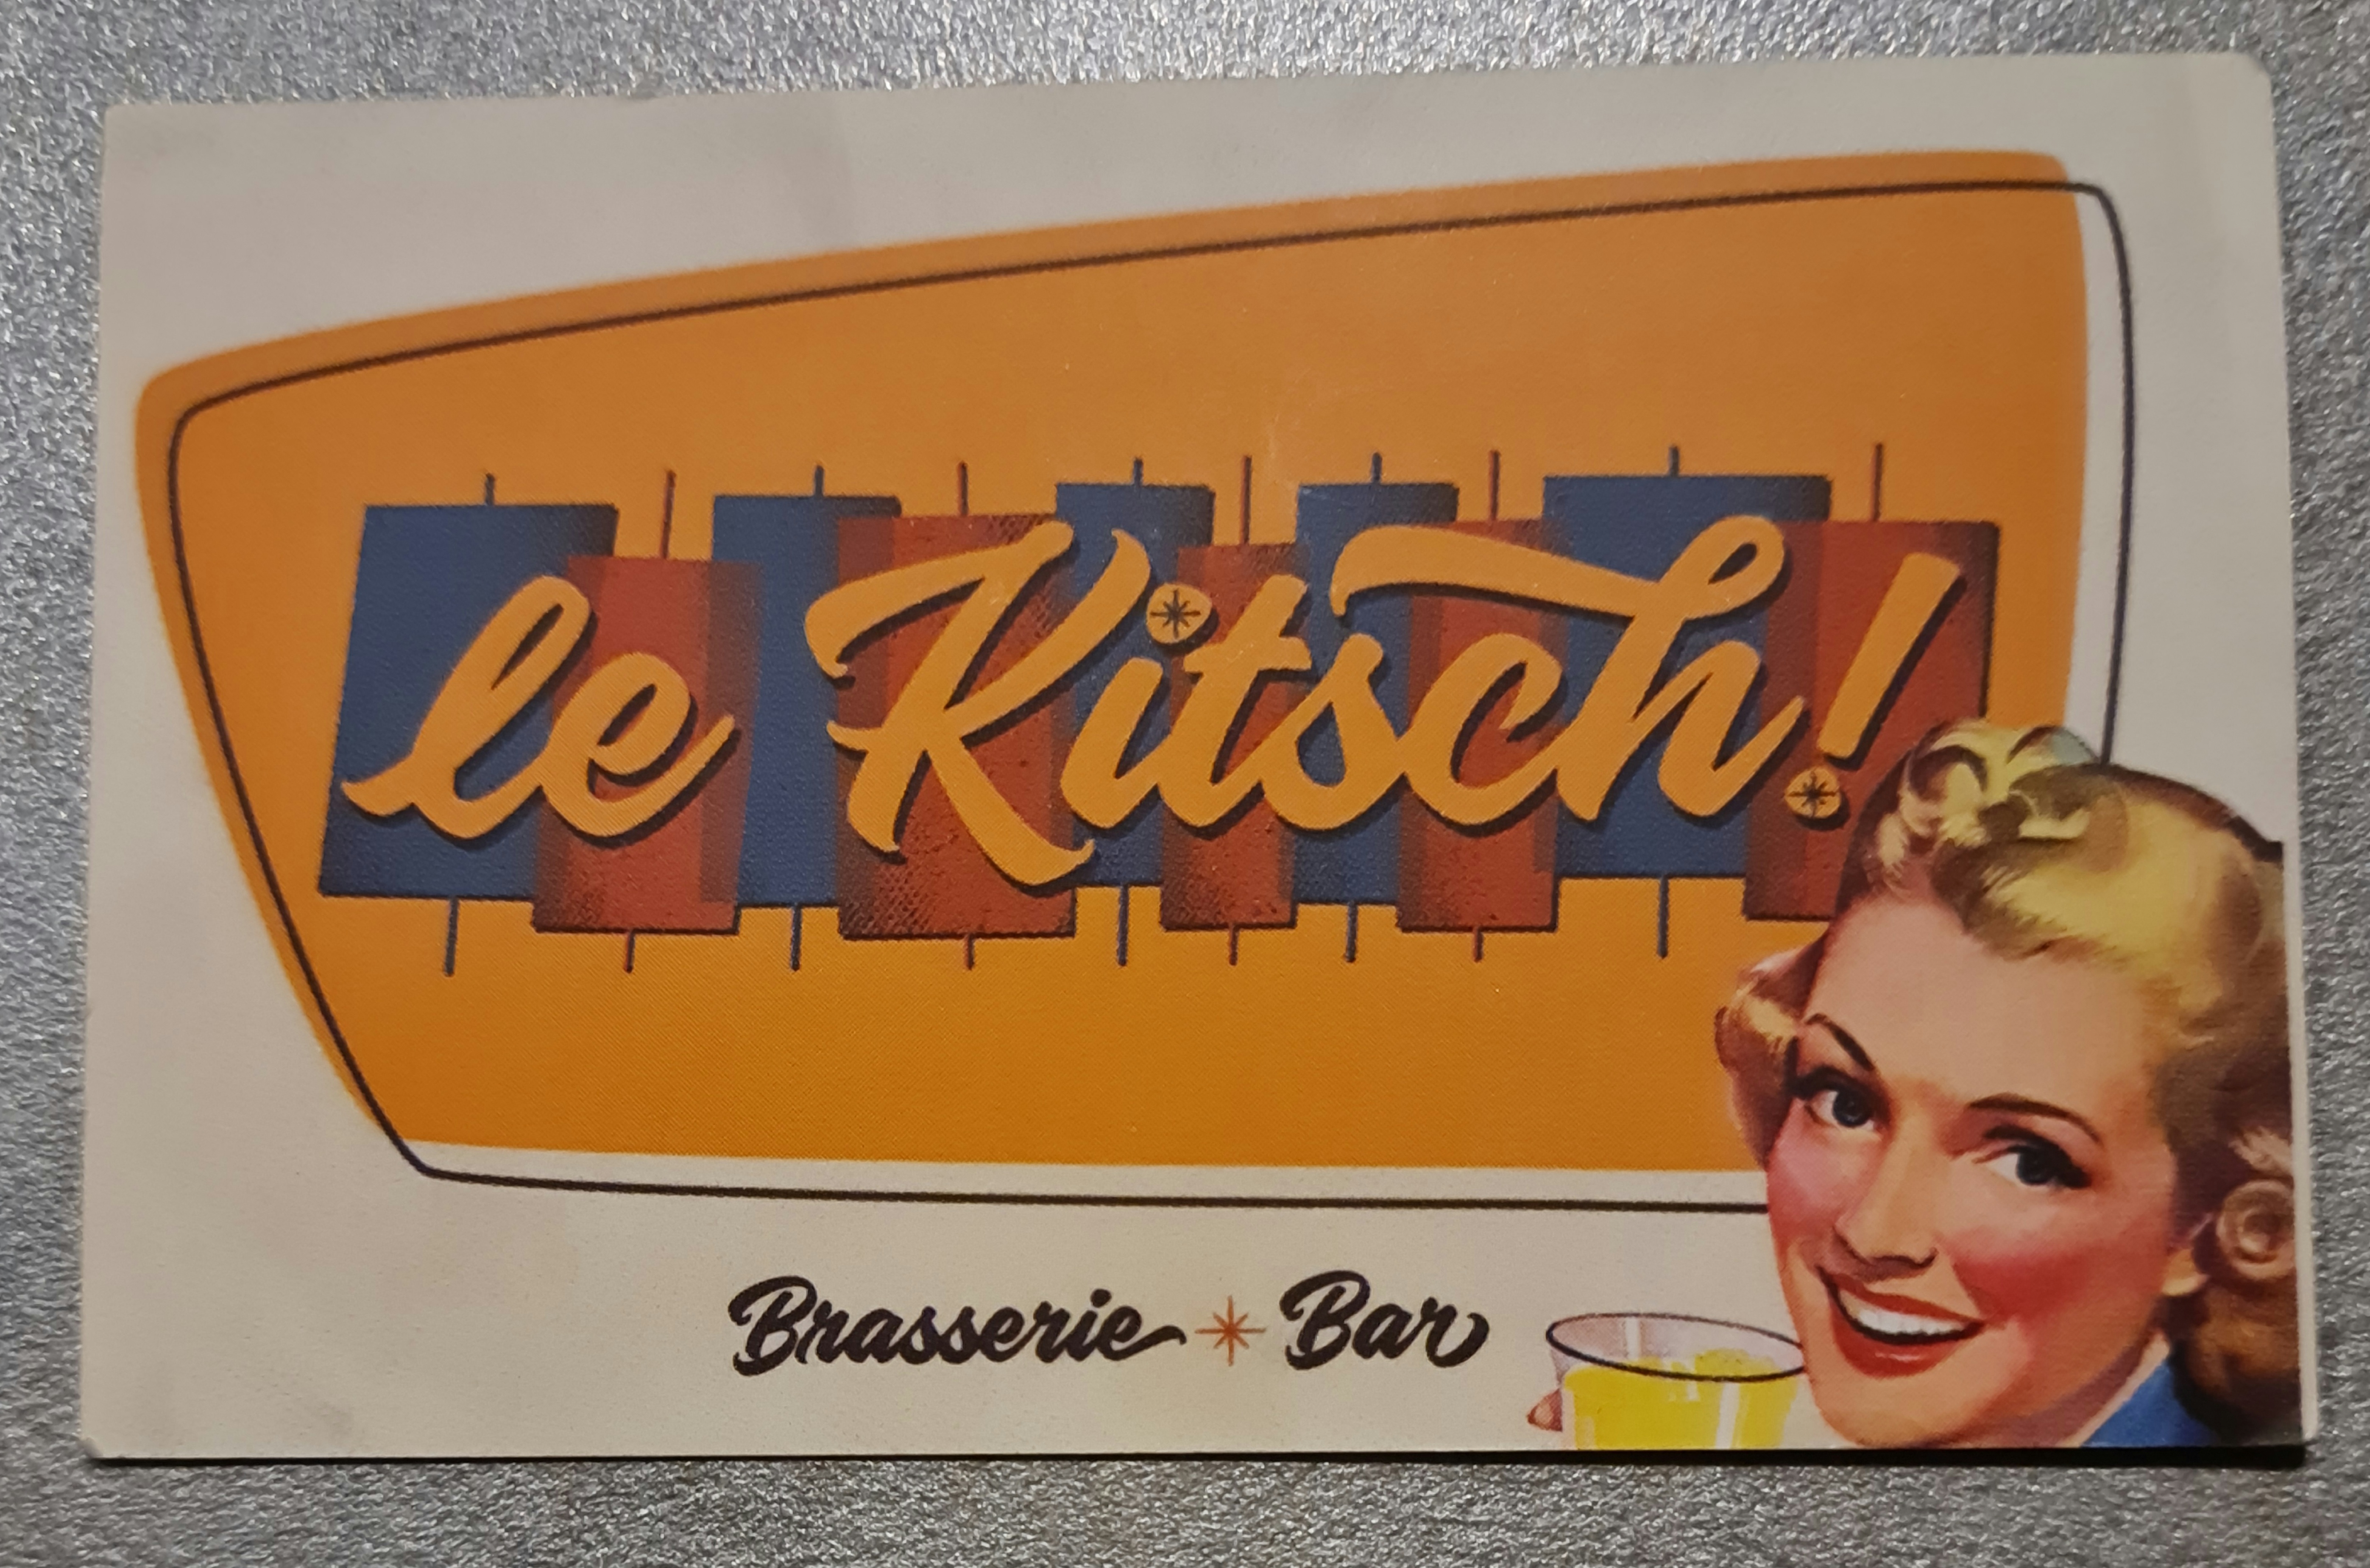 le Kitsch!
Brasserie * Bar